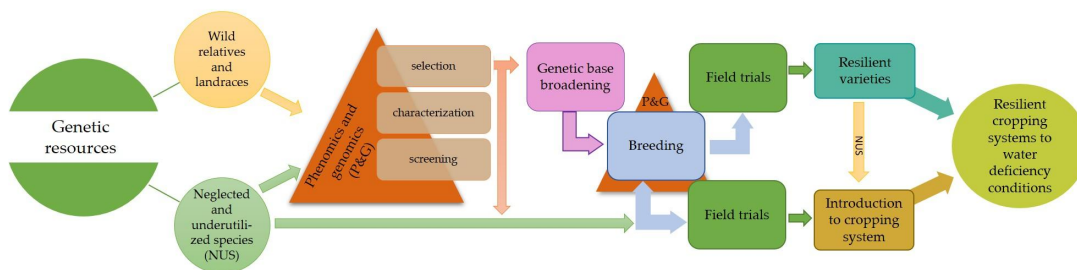 Genetic
resources
Wild
relatives
and
landraces
Neglected
and
underutili-
zed species
(NUS)
Phenomics and
genomics
(P&G)
selection
characterization
screening
Genetic base
broadening
P&G
Breeding
Field trials
Field trials
Resilient
varieties
NUS
Introduction
to cropping
system
Resilient
cropping
systems to
water
deficiency
conditions